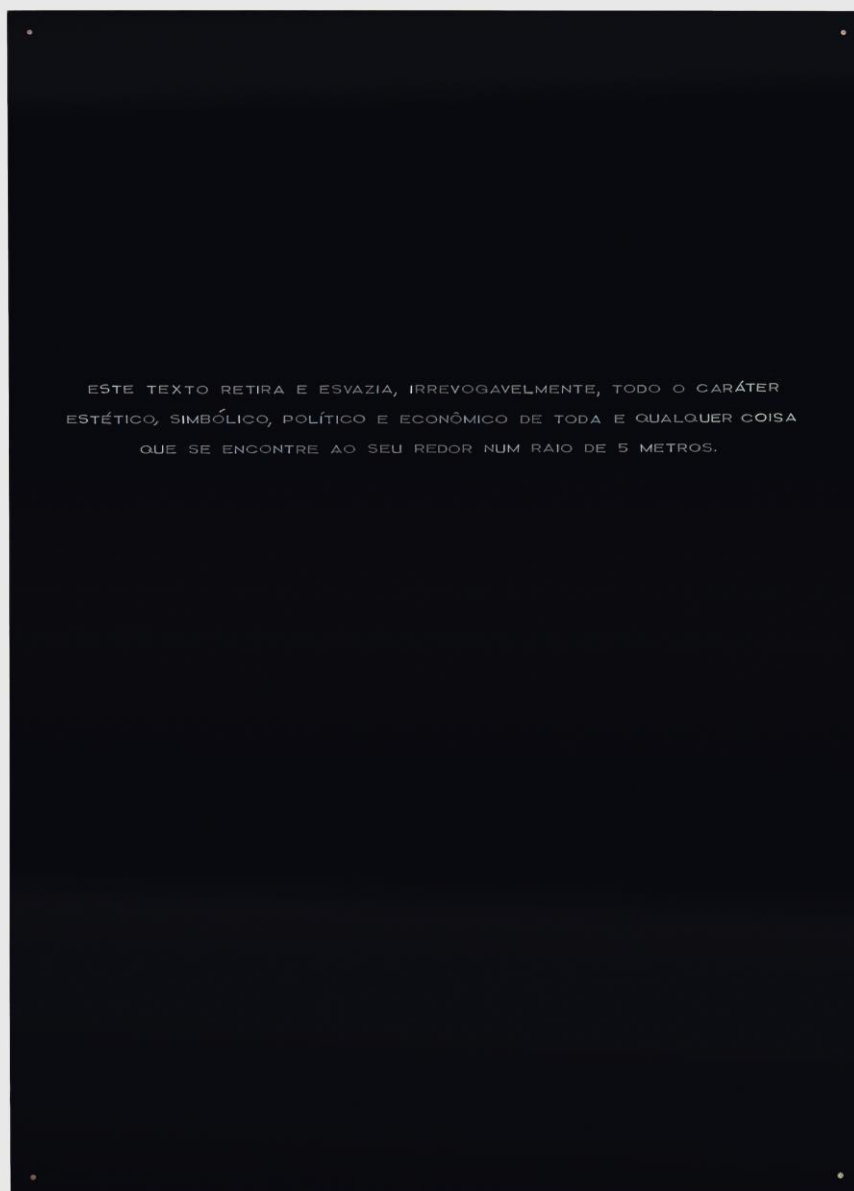 ESTE TEXTO RETIRA E ESVAZIA, IRREVOGAVELMENTE, TODO O CARÁTER
ESTÉTICO, SIMBÓLICO, POLÍTICO E ECONÔMICO DE TODA E QUALQUER COISA
QUE SE ENCONTRE AO SEU REDOR NUM RAIO DE 5 METROS.